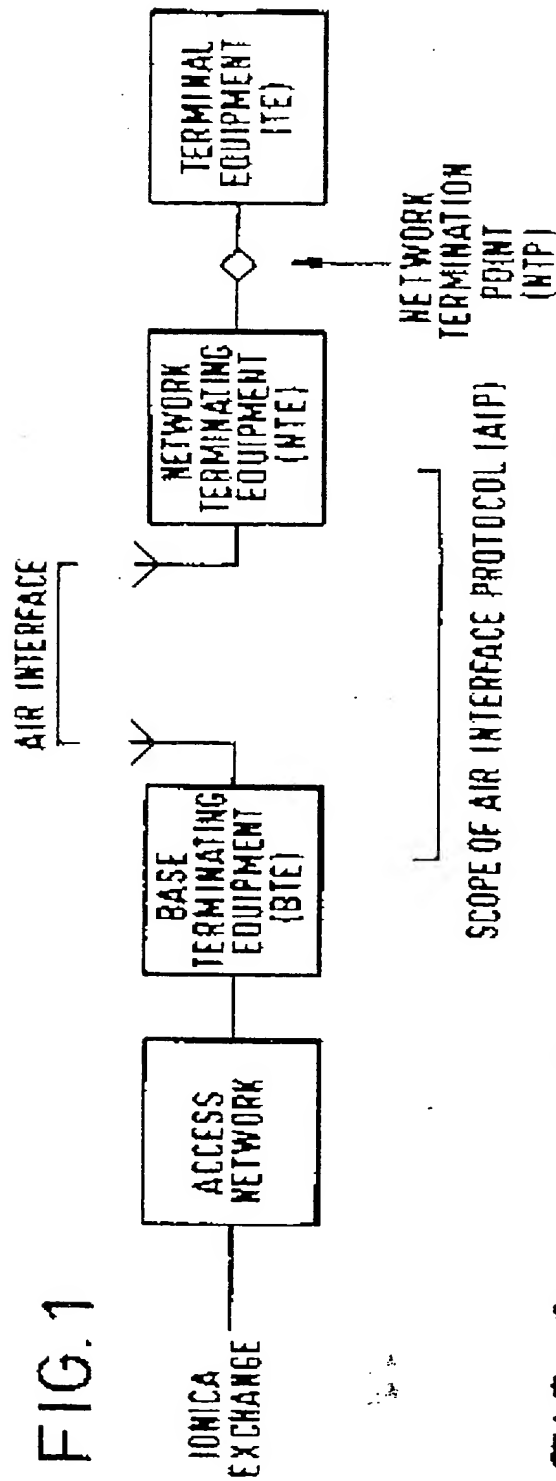 FIG. 1
AIR INTERFACE
IONICA
EXCHANGE
ACCESS
NETWORK
BASE
TERMINATING
EQUIPMENT
(BTE)
NETWORK
TERMINATING
EQUIPMENT
(NTE)
TERMINAL
EQUIPMENT
(TE)
NETWORK
TERMINATION
POINT
(NTP)
SCOPE OF AIR INTERFACE PROTOCOL (AIP)